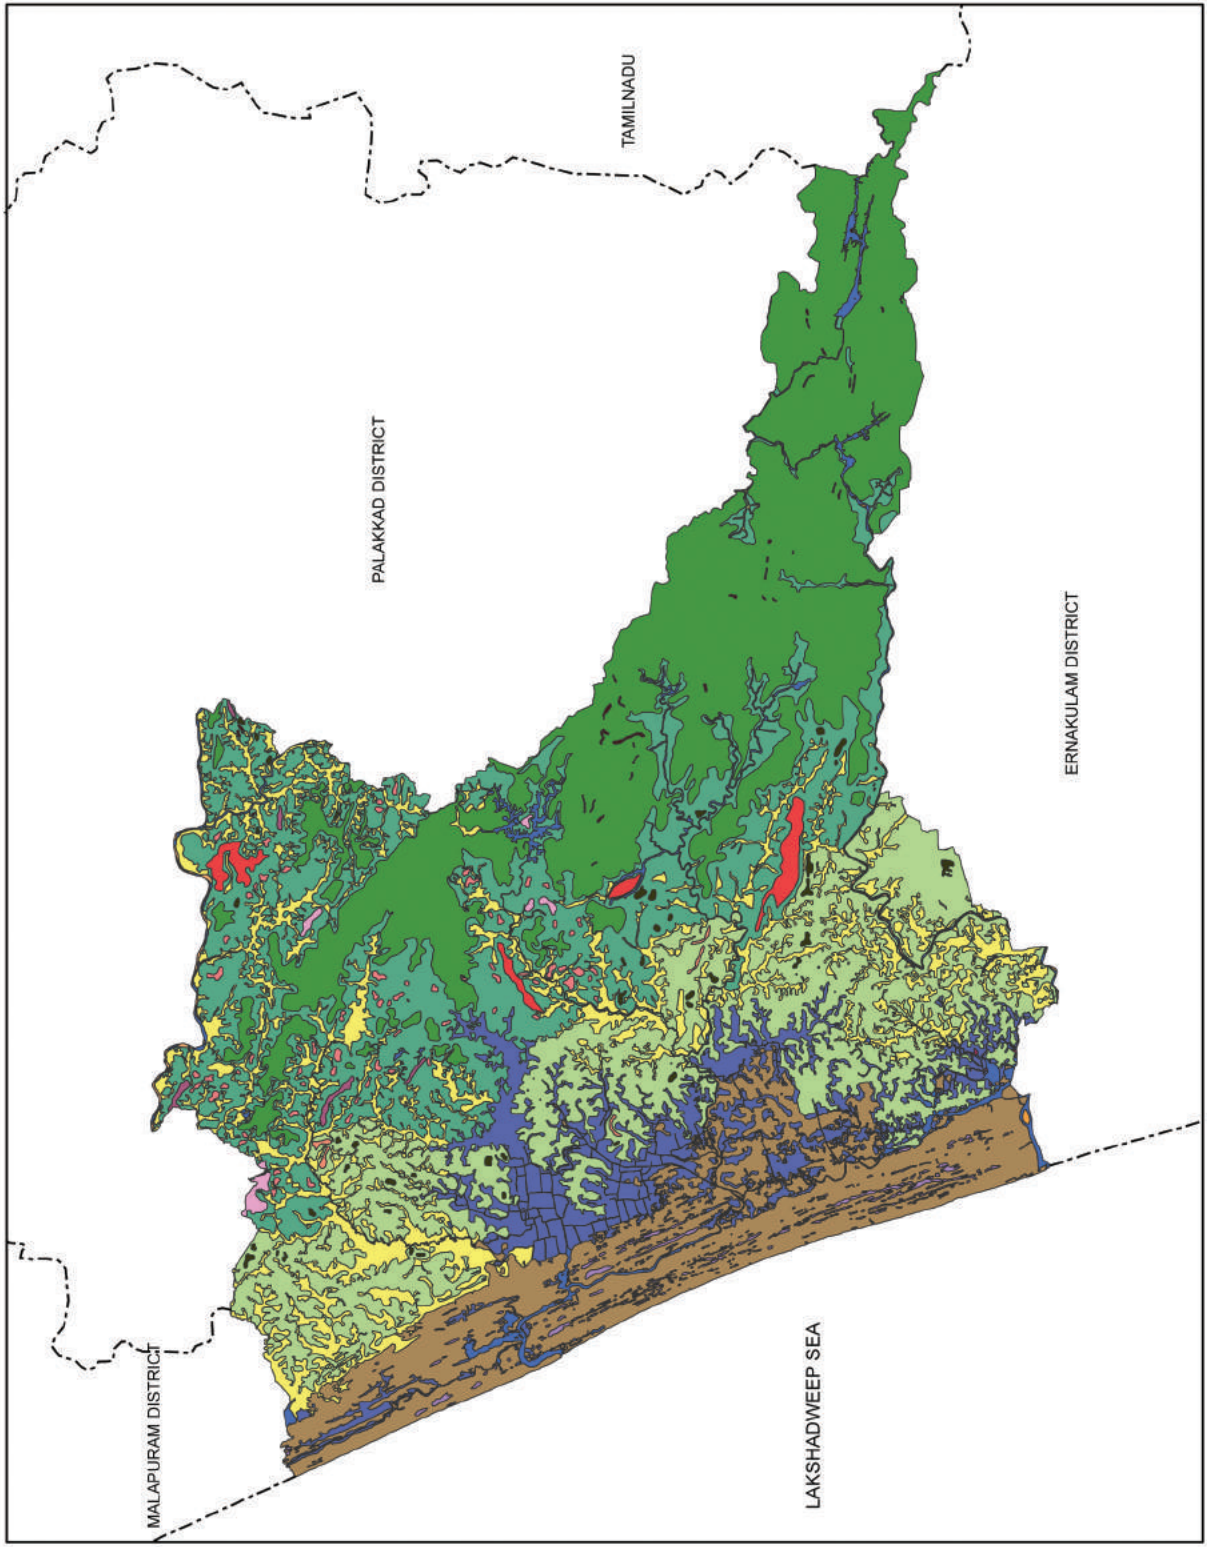 TAMILNADU
PALAKKAD DISTRICT
ERNAKULAM DISTRICT
MALAPURAM DISTRICT
LAKSHADWEEP SEA